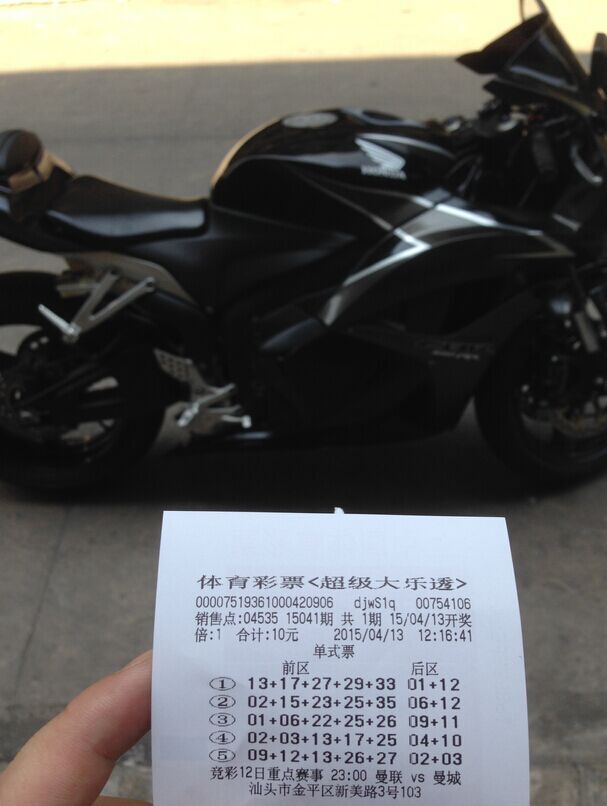 HONDA
体育彩票<超级大乐透>
00007519361000420906 djwS1q 00754106
销售点:04535 15041期 共 1期 15/04/13开奖
倍:1 合计:10元 2015/04/13 12:16:41
单式票
前区 后区
① 13+17+27+29+33 01+12
② 02+15+23+25+35 06+12
③ 01+06+22+25+26 09+11
④ 02+03+13+17+25 04+10
⑤ 09+12+13+26+27 02+03
竞彩12日重点赛事 23:00 曼联 vs 曼城
汕头市金平区新美路3号103